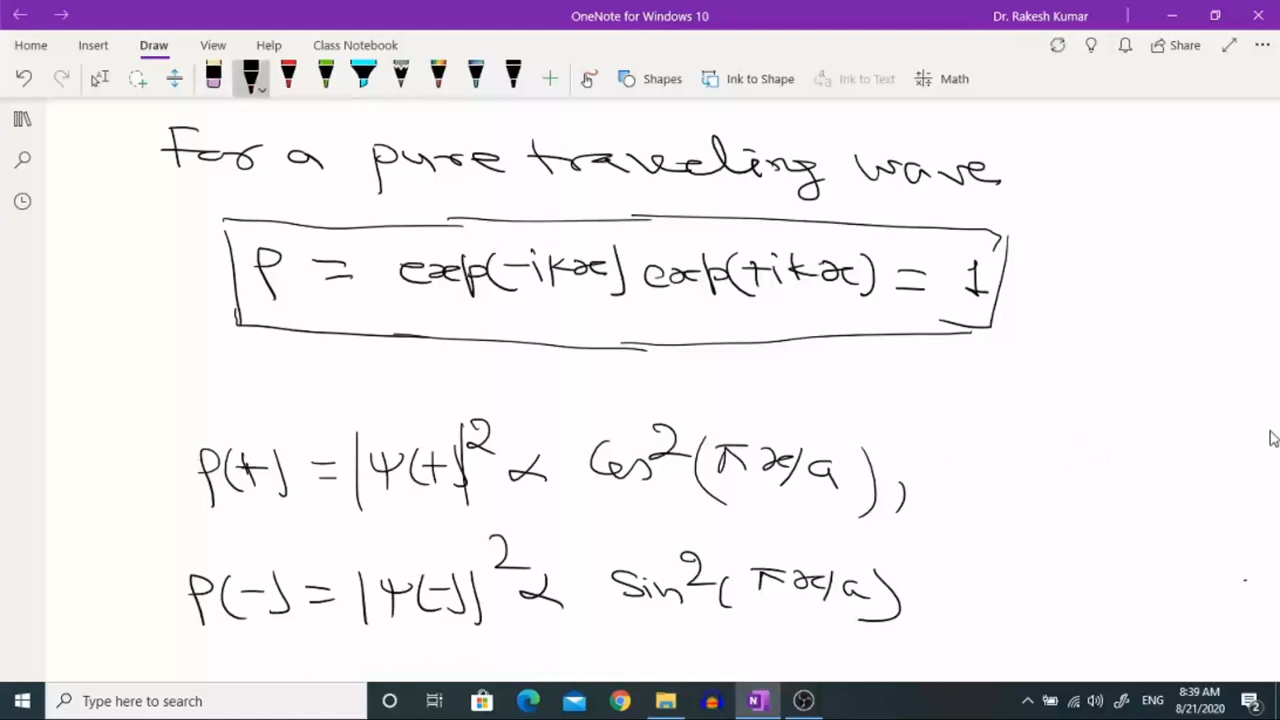 OneNote for Windows 10
Dr. Rakesh Kumar
Home Insert Draw View Help Class Notebook
Share
Shapes Ink to Shape Ink to Text Math
For a pure traveling wave
ρ = exp(-ikx) exp(+ikx) = 1
ρ(+) = |ψ(+)|² ∝ Cos²(πx/a),
ρ(-) = |ψ(-)|² ∝ Sin²(πx/a)
Type here to search
ENG
8:39 AM
8/21/2020
2